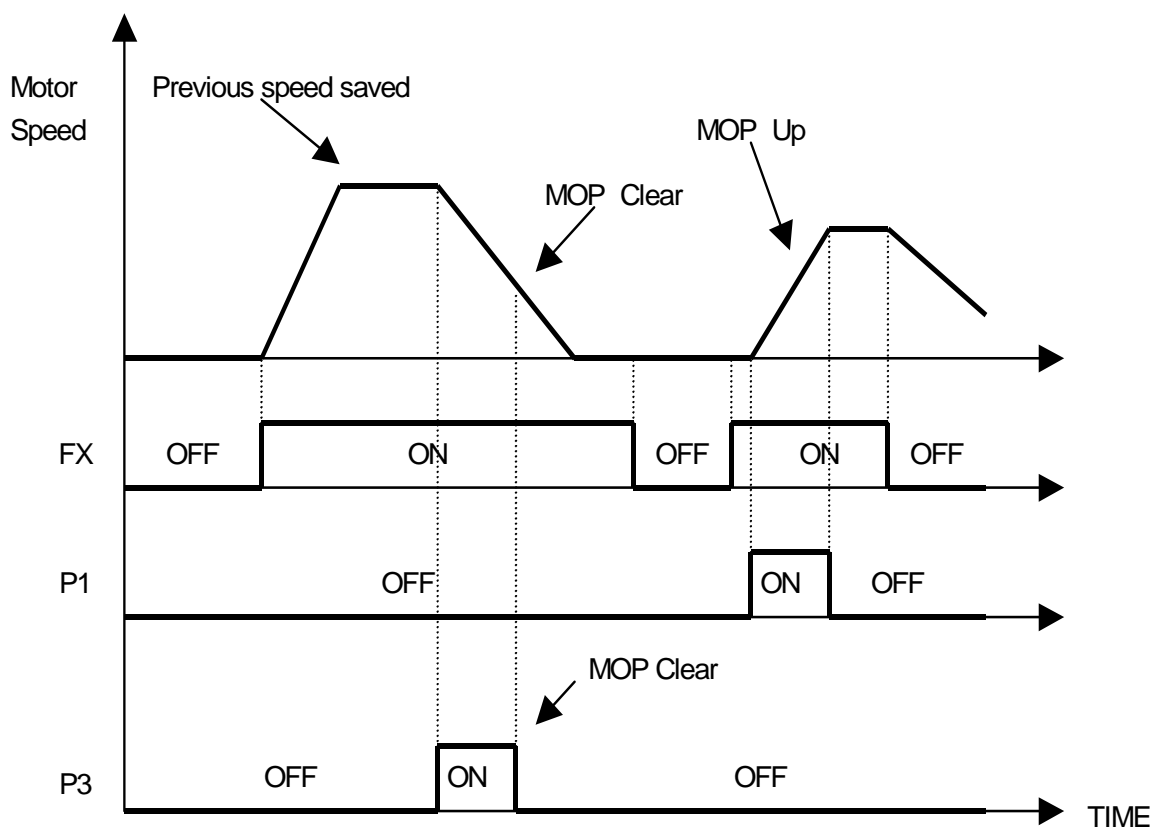 Motor
Speed
Previous speed saved
MOP Up
MOP Clear
FX
OFF
ON
OFF
ON
OFF
P1
OFF
ON
OFF
MOP Clear
P3
OFF
ON
OFF
TIME